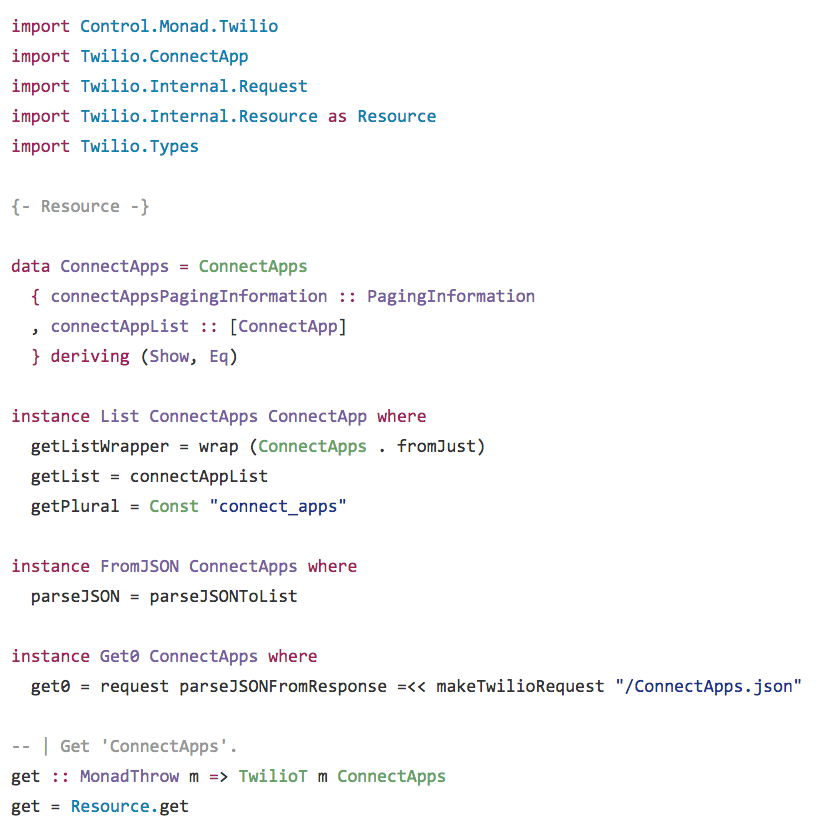 import Control.Monad.Twilio
import Twilio.ConnectApp
import Twilio.Internal.Request
import Twilio.Internal.Resource as Resource
import Twilio.Types

{- Resource -}

data ConnectApps = ConnectApps
  { connectAppsPagingInformation :: PagingInformation
  , connectAppList :: [ConnectApp]
  } deriving (Show, Eq)

instance List ConnectApps ConnectApp where
  getListWrapper = wrap (ConnectApps . fromJust)
  getList = connectAppList
  getPlural = Const "connect_apps"

instance FromJSON ConnectApps where
  parseJSON = parseJSONToList

instance Get0 ConnectApps where
  get0 = request parseJSONFromResponse =<< makeTwilioRequest "/ConnectApps.json"

-- | Get 'ConnectApps'.
get :: MonadThrow m => TwilioT m ConnectApps
get = Resource.get